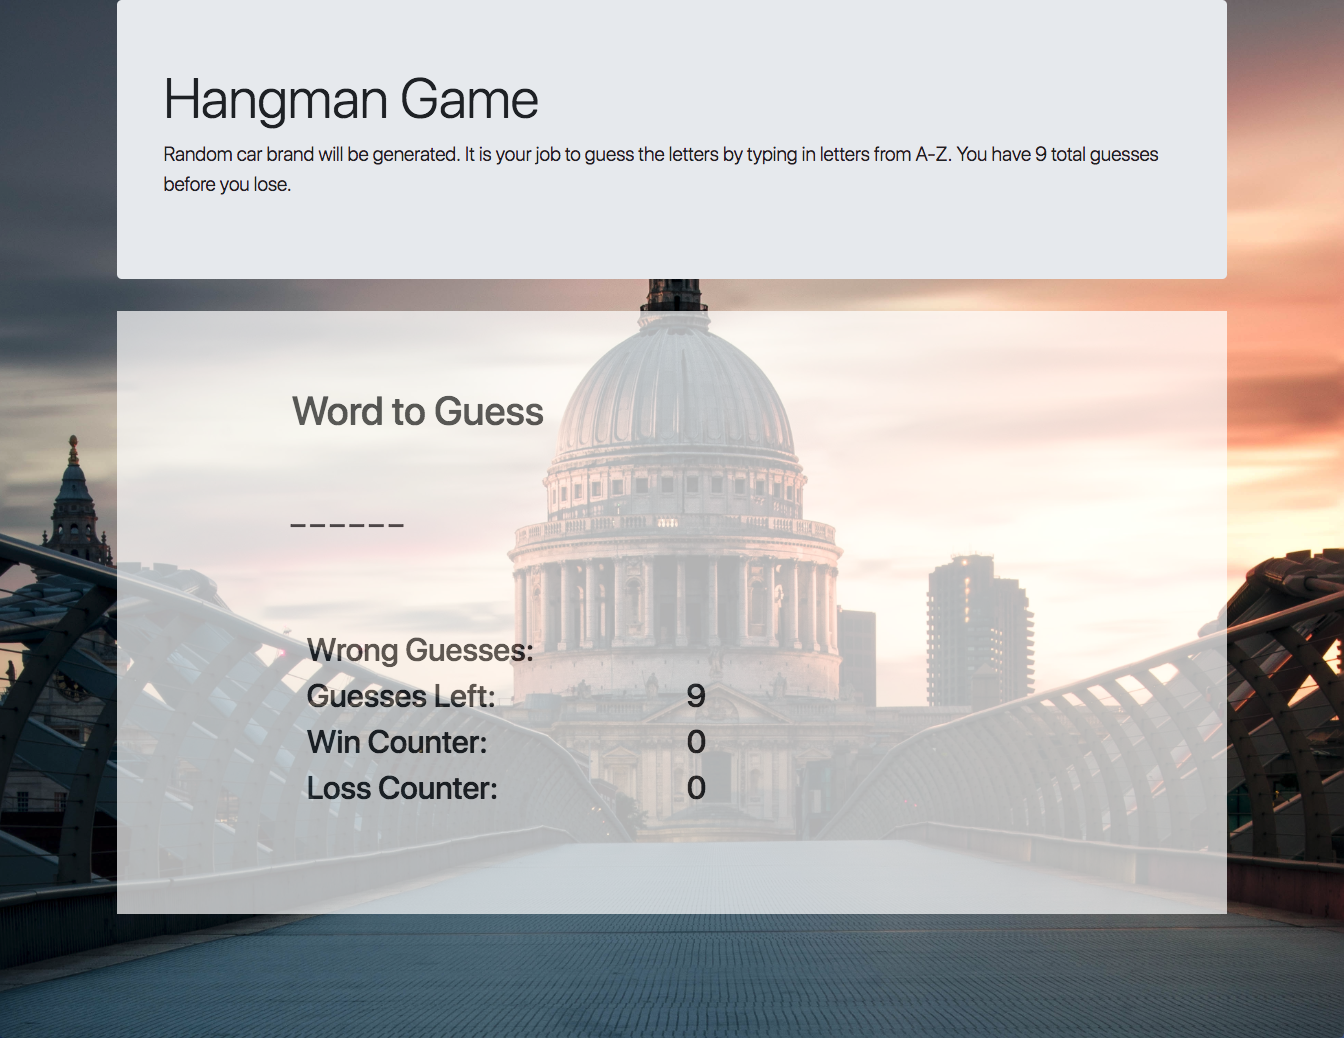 Hangman Game
Random car brand will be generated. It is your job to guess the letters by typing in letters from A-Z. You have 9 total guesses
before you lose.
Word to Guess
_ _ _ _ _ _
Wrong Guesses:
Guesses Left: 9
Win Counter: 0
Loss Counter: 0